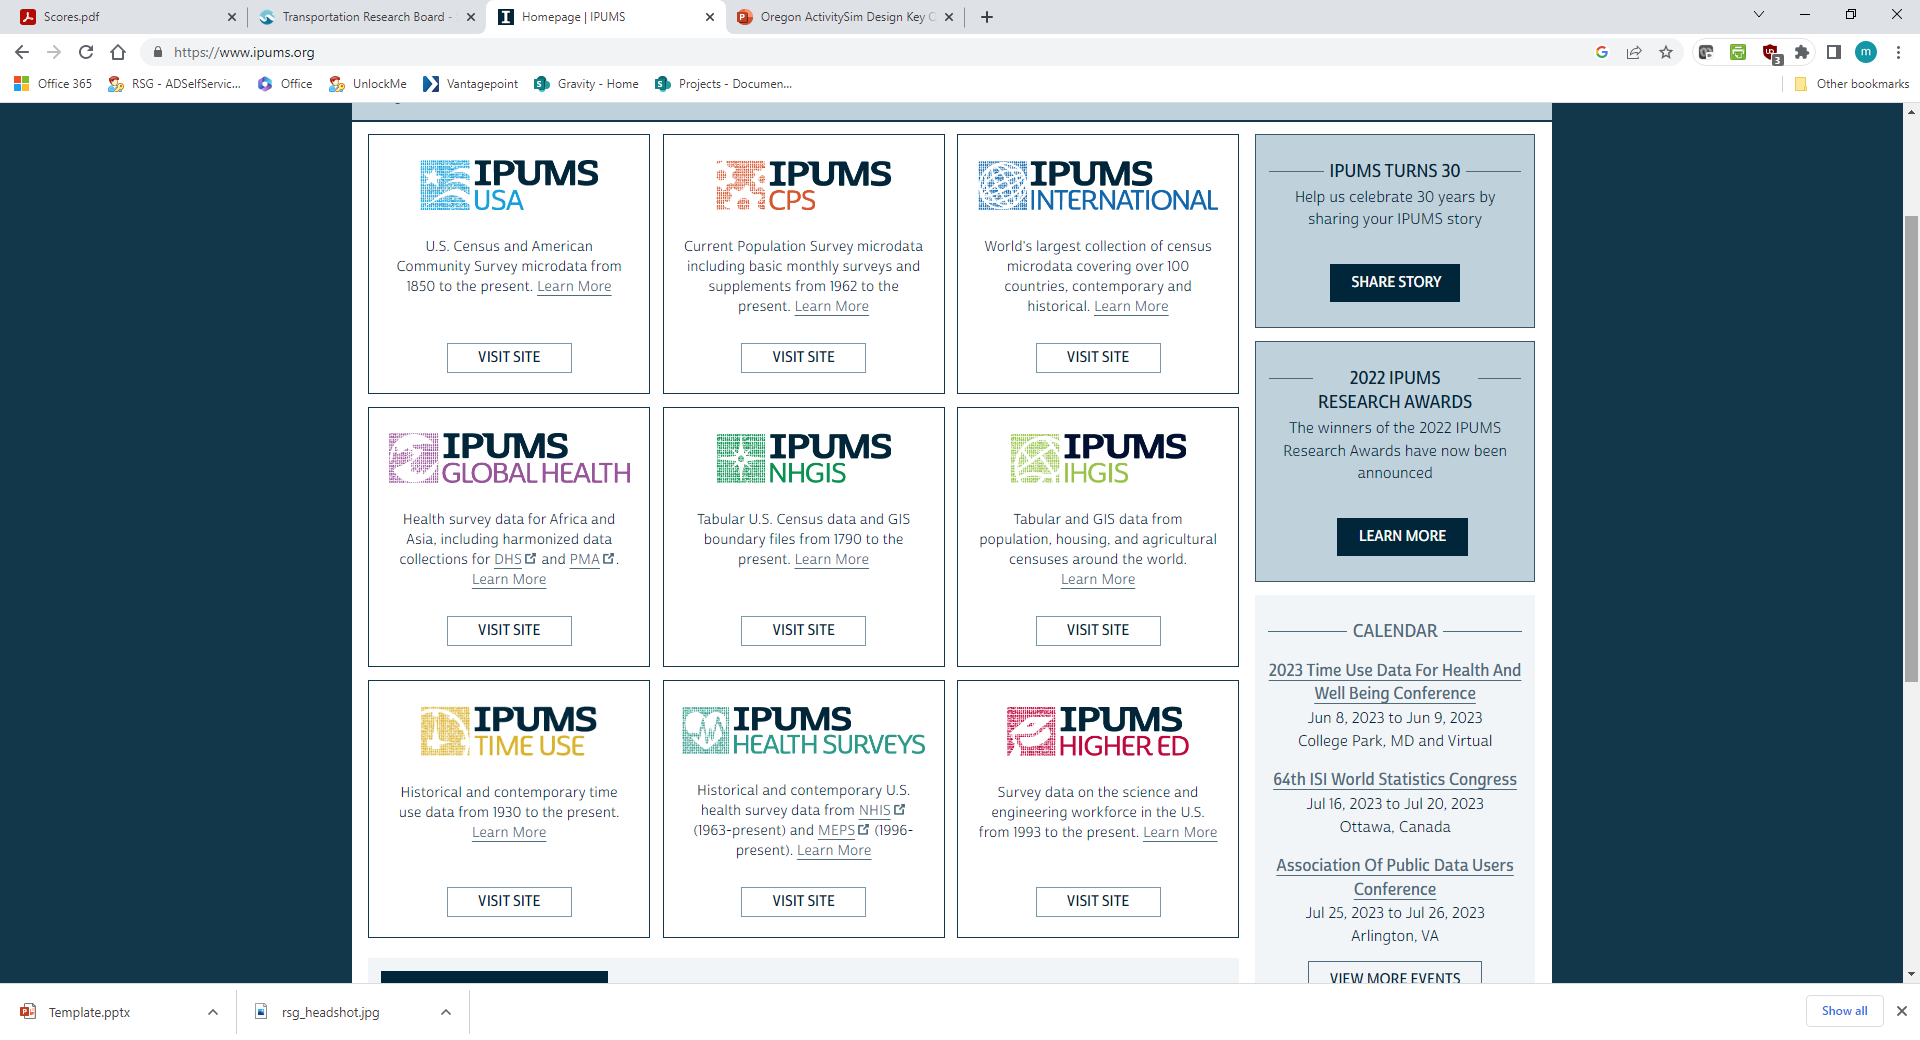 Scores.pdf
Transportation Research Board -
Homepage | IPUMS
Oregon ActivitySim Design Key
https://www.ipums.org
3
m
Office 365
RSG - ADSelfServic...
Office
UnlockMe
Vantagepoint
Gravity - Home
Projects - Documen...
Other bookmarks
IPUMS
USA
U.S. Census and American
Community Survey microdata from
1850 to the present. Learn More
VISIT SITE
IPUMS
CPS
Current Population Survey microdata
including basic monthly surveys and
supplements from 1962 to the
present. Learn More
VISIT SITE
IPUMS
INTERNATIONAL
World's largest collection of census
microdata covering over 100
countries, contemporary and
historical. Learn More
VISIT SITE
IPUMS
GLOBAL HEALTH
Health survey data for Africa and
Asia, including harmonized data
collections for DHS and PMA.
Learn More
VISIT SITE
IPUMS
NHGIS
Tabular U.S. Census data and GIS
boundary files from 1790 to the
present. Learn More
VISIT SITE
IPUMS
IHGIS
Tabular and GIS data from
population, housing, and agricultural
censuses around the world.
Learn More
VISIT SITE
IPUMS
TIME USE
Historical and contemporary time
use data from 1930 to the present.
Learn More
VISIT SITE
IPUMS
HEALTH SURVEYS
Historical and contemporary U.S.
health survey data from NHIS
(1963-present) and MEPS (1996-
present). Learn More
VISIT SITE
IPUMS
HIGHER ED
Survey data on the science and
engineering workforce in the U.S.
from 1993 to the present. Learn More
VISIT SITE
IPUMS TURNS 30
Help us celebrate 30 years by
sharing your IPUMS story
SHARE STORY
2022 IPUMS
RESEARCH AWARDS
The winners of the 2022 IPUMS
Research Awards have now been
announced
LEARN MORE
CALENDAR
2023 Time Use Data For Health And
Well Being Conference
Jun 8, 2023 to Jun 9, 2023
College Park, MD and Virtual
64th ISI World Statistics Congress
Jul 16, 2023 to Jul 20, 2023
Ottawa, Canada
Association Of Public Data Users
Conference
Jul 25, 2023 to Jul 26, 2023
Arlington, VA
VIEW MORE EVENTS
Template.pptx
rsg_headshot.jpg
Show all